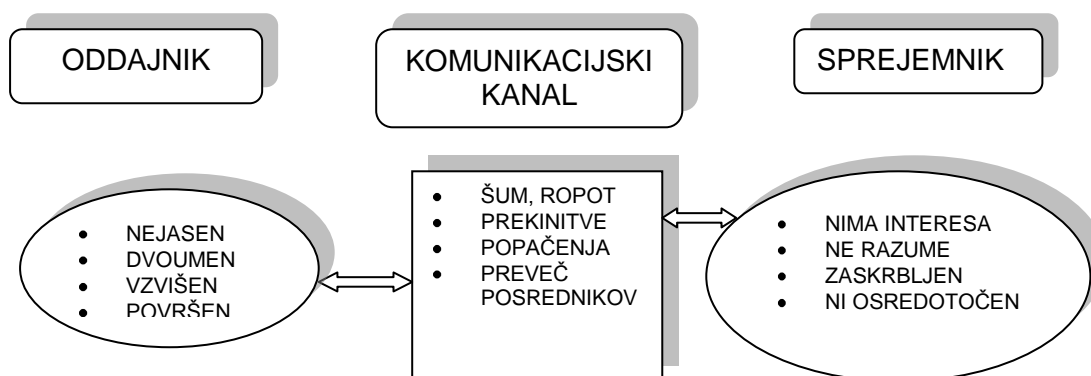 ODDAJNIK
KOMUNIKACIJSKI
KANAL
SPREJEMNIK
• NEJASEN
• DVOUMEN
• VZVIŠEN
• POVRŠEN
• ŠUM, ROPOT
• PREKINITVE
• POPAČENJA
• PREVEČ
POSREDNIKOV
• NIMA INTERESA
• NE RAZUME
• ZASKRBLJEN
• NI OSREDOTOČEN